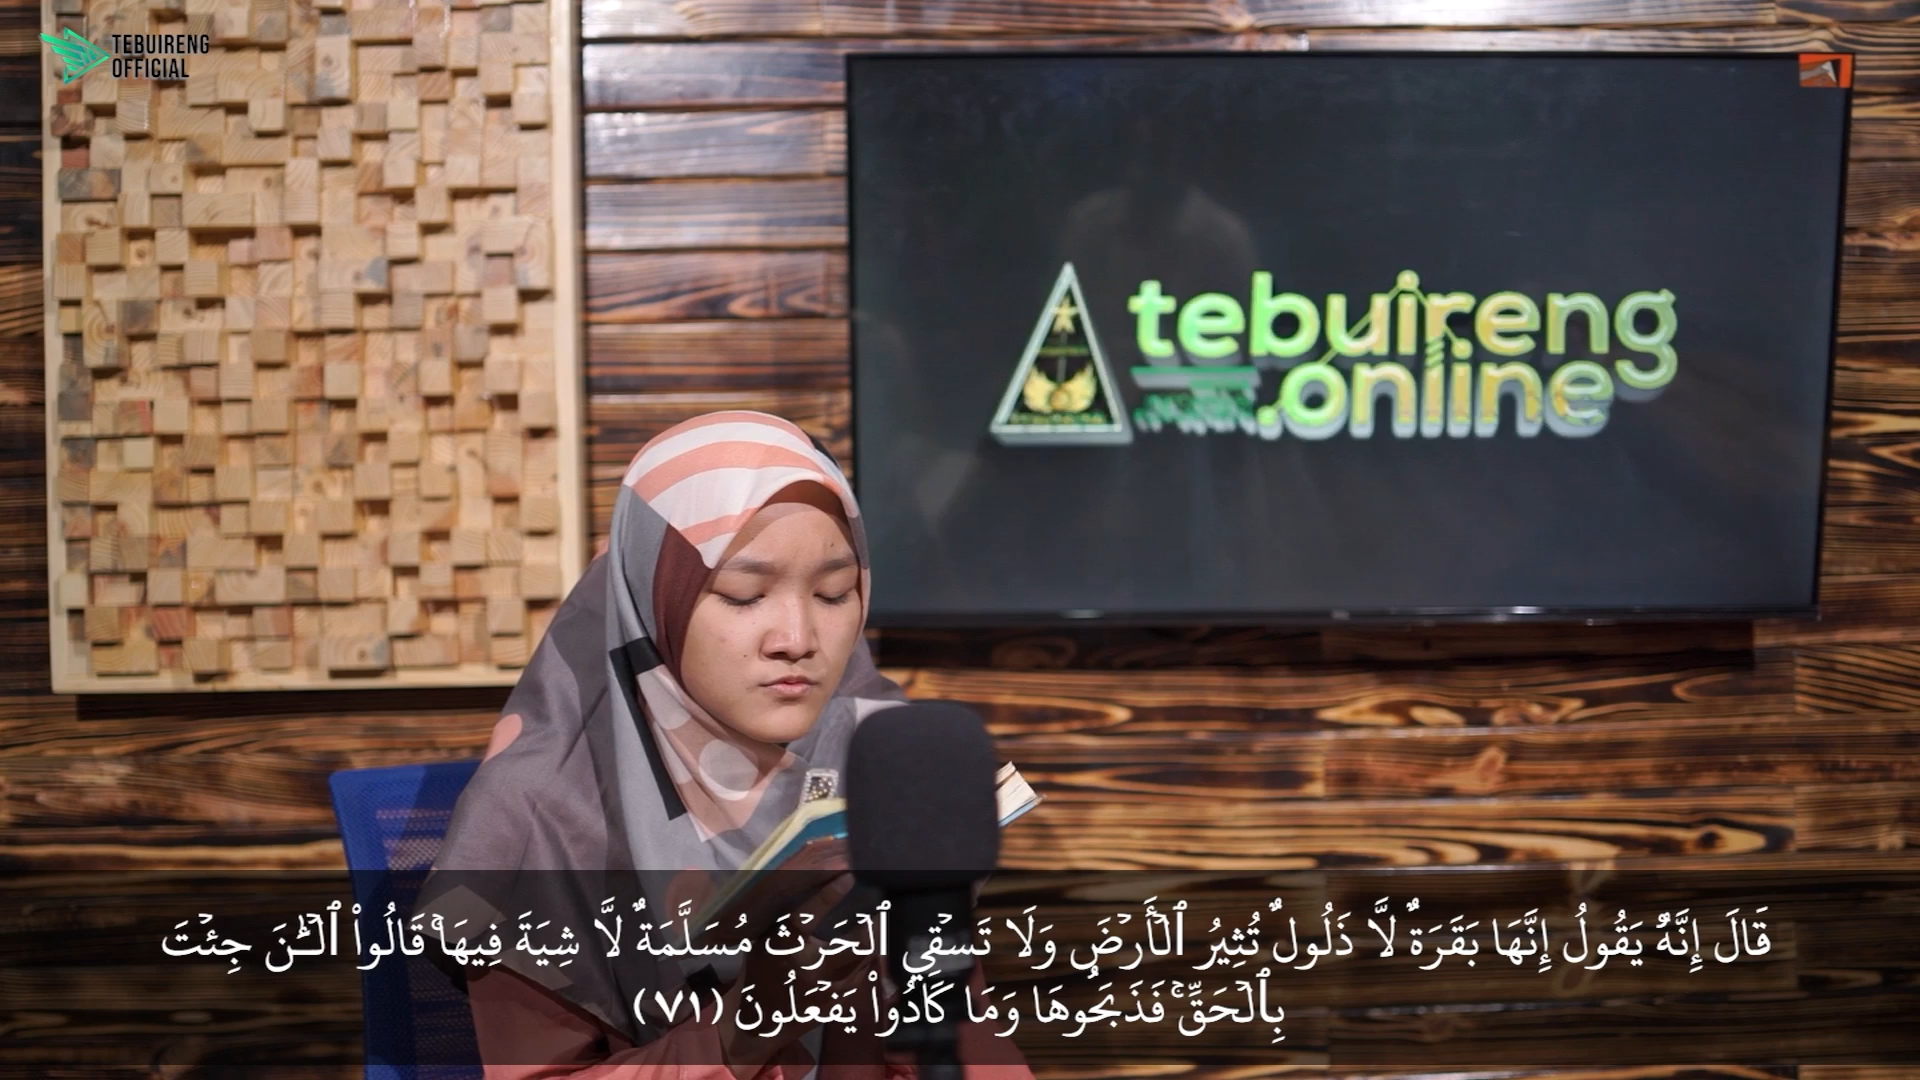 TEBUIRENG
OFFICIAL
tebuireng
.online
قَالَ إِنَّهُۥ يَقُولُ إِنَّهَا بَقَرَةٌ لَّا ذَلُولٌ تُثِيرُ ٱلْأَرْضَ وَلَا تَسْقِي ٱلْحَرْثَ مُسَلَّمَةٌ لَّا شِيَةَ فِيهَاۚ قَالُوا۟ ٱلْـَٰٔنَ جِئْتَ
بِٱلْحَقِّۚ فَذَبَحُوهَا وَمَا كَادُوا۟ يَفْعَلُونَ (٧١)